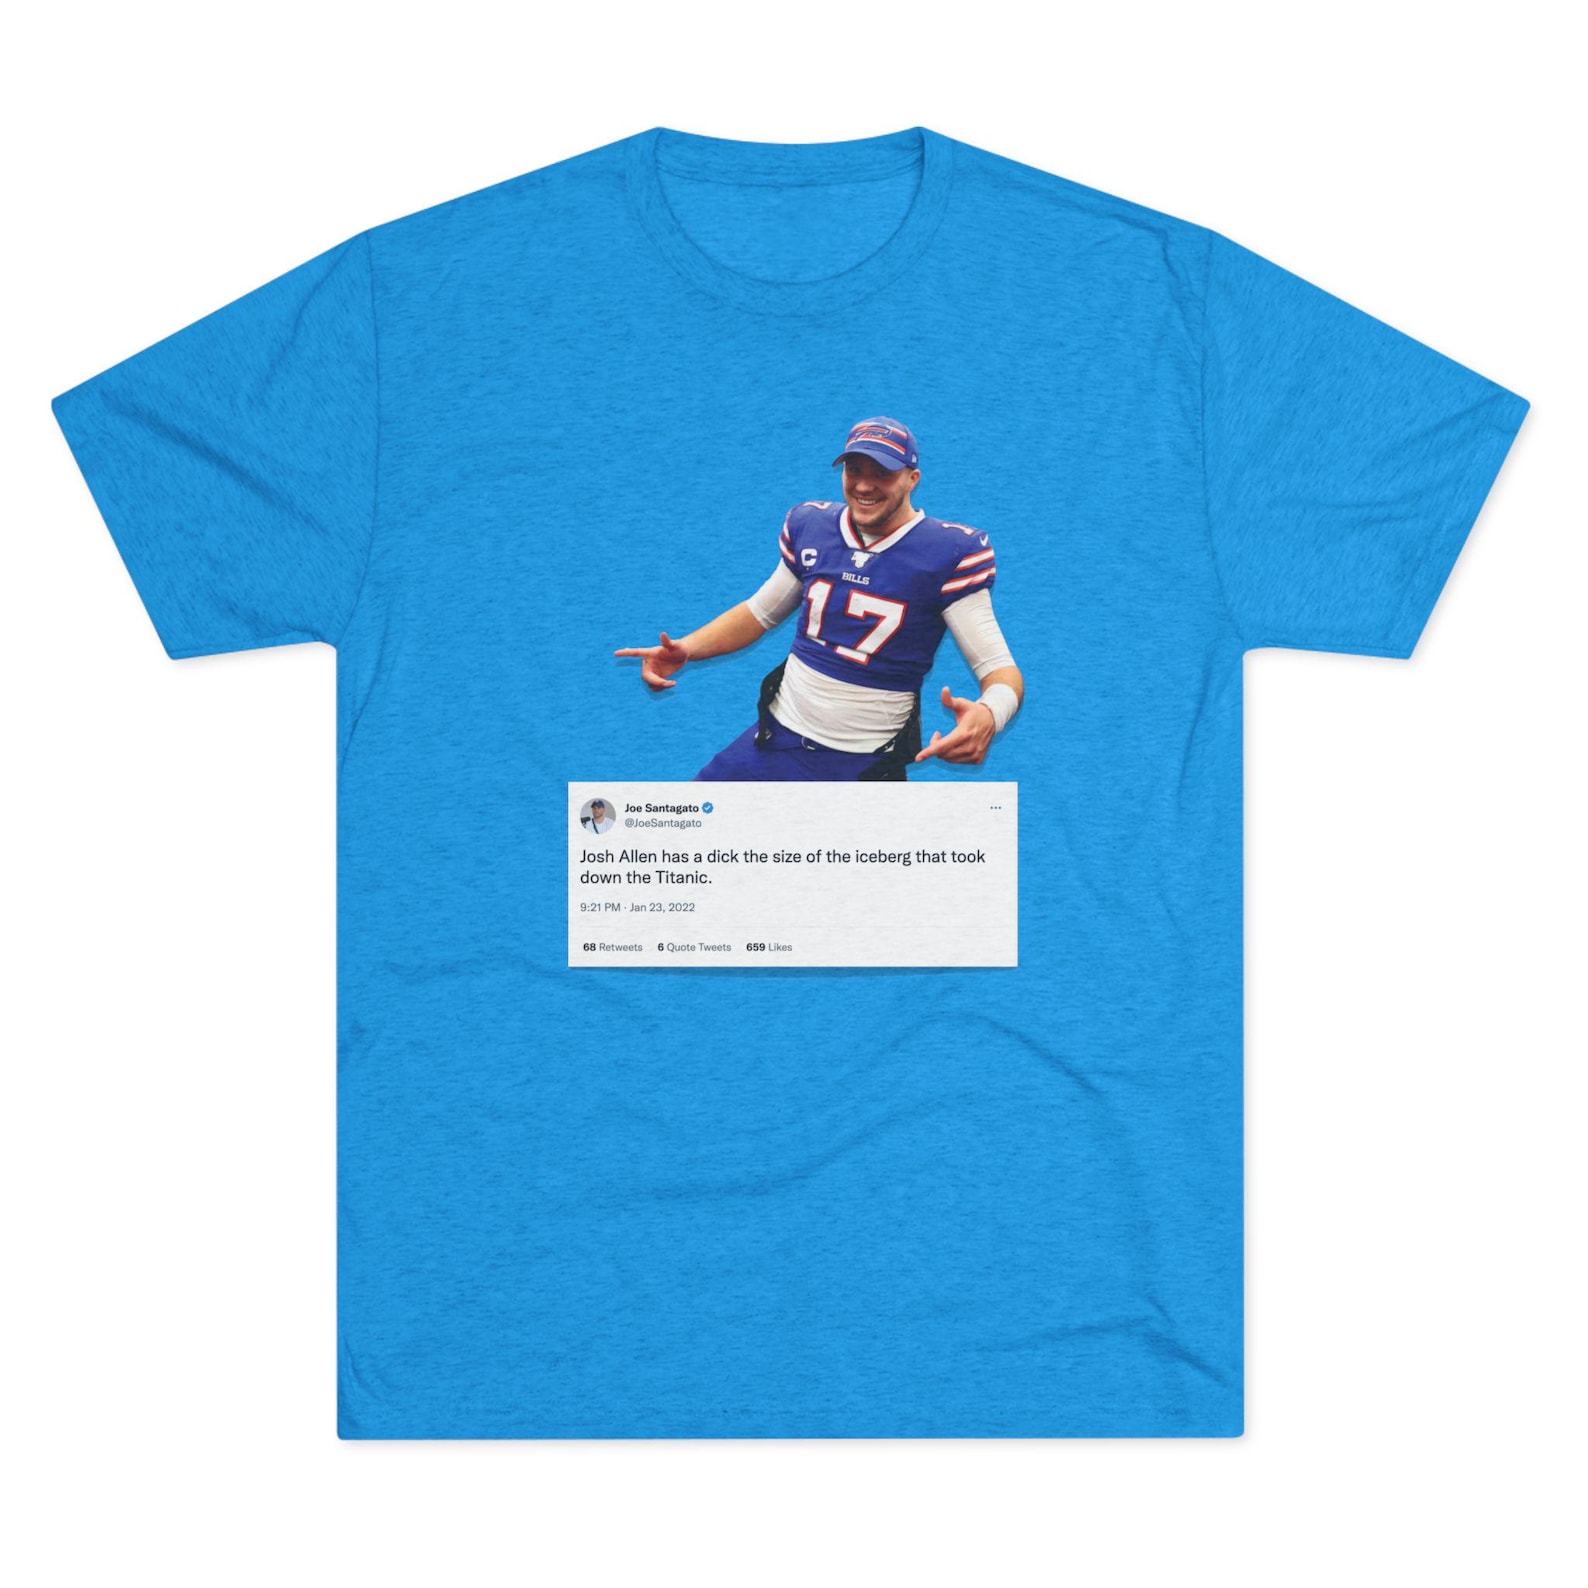 17
C
BILLS
17
Joe Santagato
@JoeSantagato
Josh Allen has a dick the size of the iceberg that took
down the Titanic.
9:21 PM · Jan 23, 2022
68 Retweets 6 Quote Tweets 659 Likes